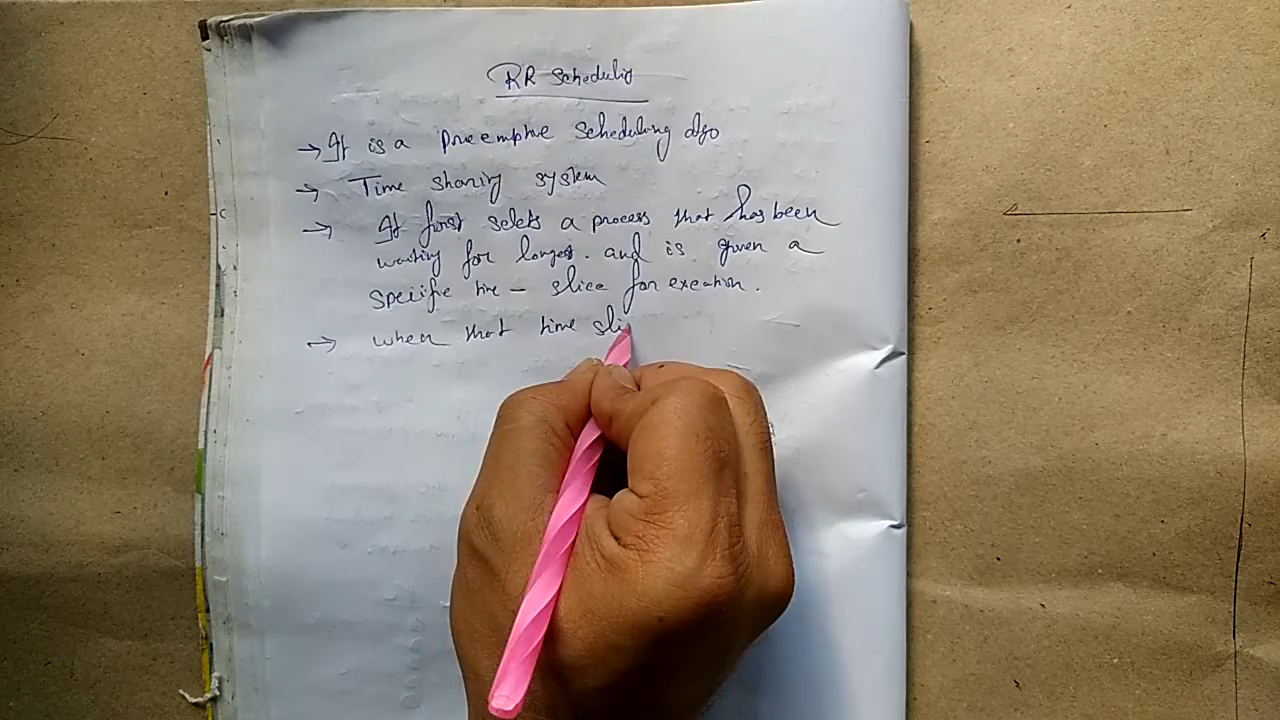 RR Scheduling
→ It is a Preemptive Scheduling algo
→ Time sharing system
→ It first selets a process that has been
waiting for longest. and is given a
specific time - slice for execution.
→ when that time sli